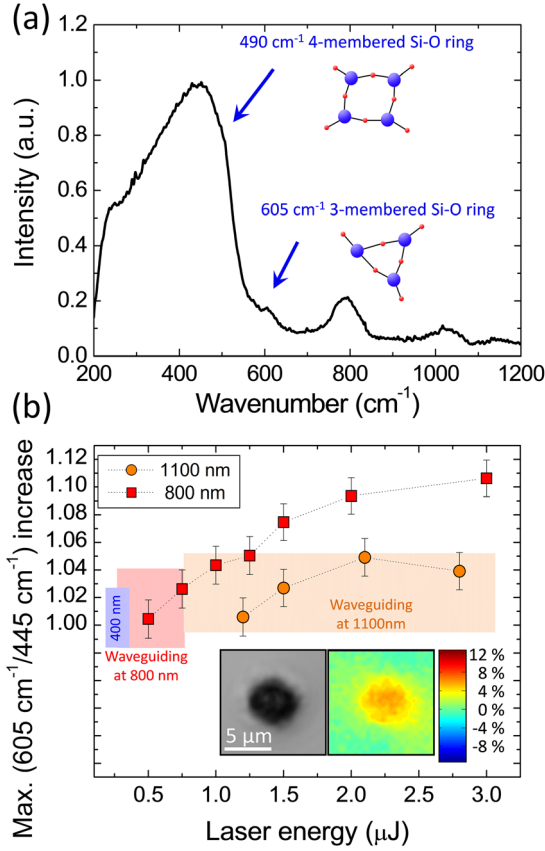 (a)
490 cm⁻¹ 4-membered Si-O ring
605 cm⁻¹ 3-membered Si-O ring
Intensity (a.u.)
1.2
1.0
0.8
0.6
0.4
0.2
0.0
200 400 600 800 1000 1200
Wavenumber (cm⁻¹)
(b)
1100 nm
800 nm
Max. (605 cm⁻¹/445 cm⁻¹) increase
1.12
1.10
1.08
1.06
1.04
1.02
1.00
400 nm
Waveguiding
at 800 nm
Waveguiding
at 1100nm
5 µm
12 %
8 %
4 %
0 %
-4 %
-8 %
0.5 1.0 1.5 2.0 2.5 3.0
Laser energy (µJ)